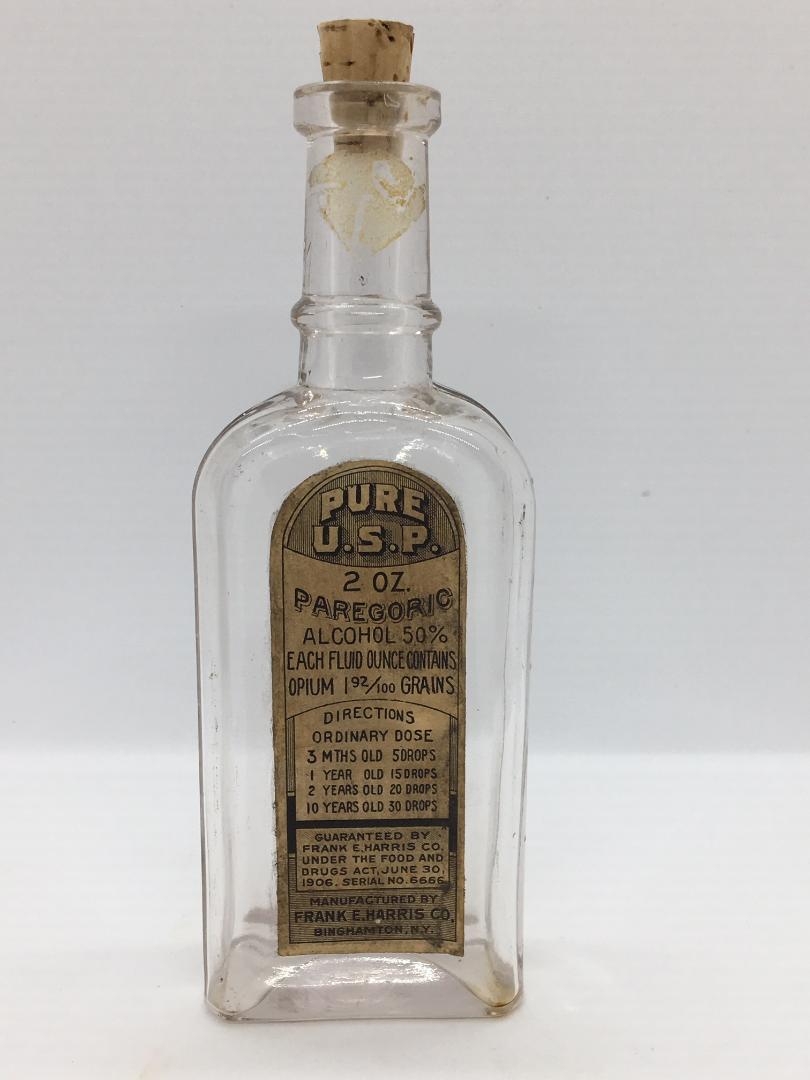 PURE
U.S.P.
2 OZ.
PAREGORIC
ALCOHOL 50%
EACH FLUID OUNCE CONTAINS
OPIUM 1 92/100 GRAINS
DIRECTIONS
ORDINARY DOSE
3 MTHS OLD 5 DROPS
1 YEAR OLD 15 DROPS
2 YEARS OLD 20 DROPS
10 YEARS OLD 30 DROPS
GUARANTEED BY
FRANK E. HARRIS CO.
UNDER THE FOOD AND
DRUGS ACT, JUNE 30,
1906. SERIAL NO. 6666
MANUFACTURED BY
FRANK E. HARRIS CO.
BINGHAMTON, N.Y.